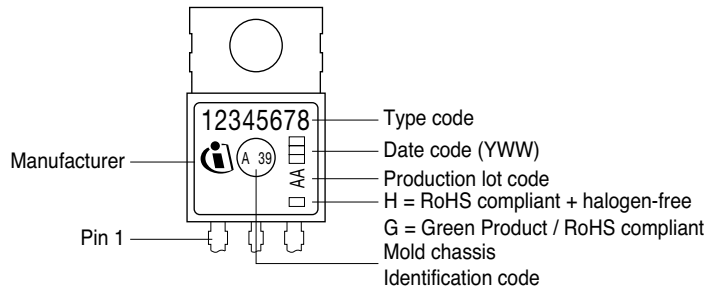 12345678
Type code
Date code (YWW)
Manufacturer
A 39
AA
Production lot code
H = RoHS compliant + halogen-free
G = Green Product / RoHS compliant
Pin 1
Mold chassis
Identification code